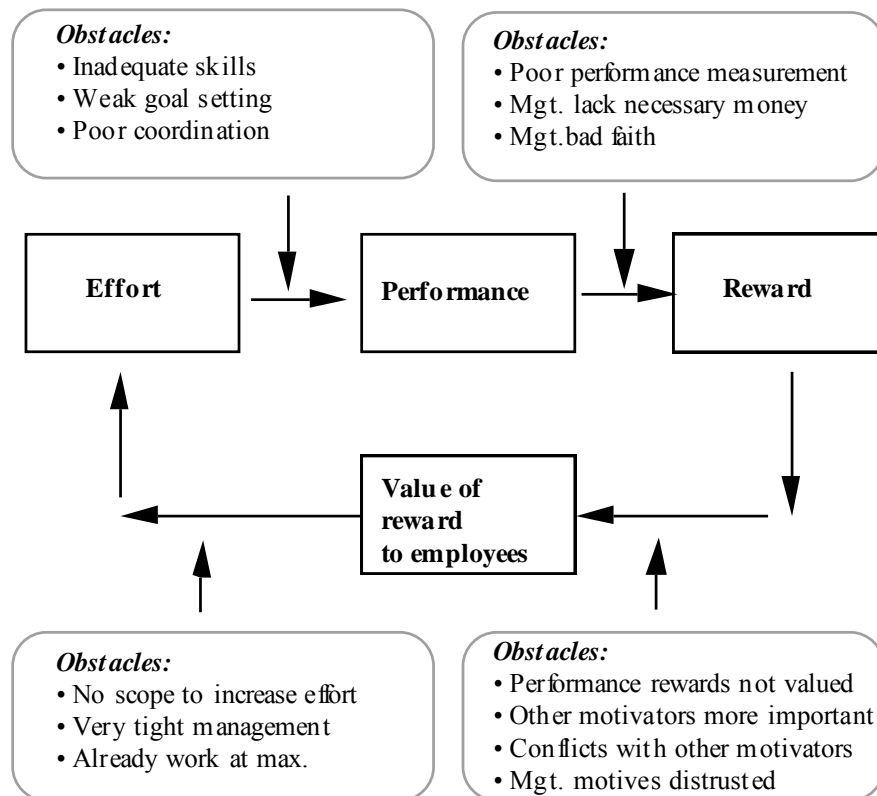 Obstacles:
• Inadequate skills
• Weak goal setting
• Poor coordination
Obstacles:
• Poor performance measurement
• Mgt. lack necessary money
• Mgt.bad faith
Effort
Performance
Reward
Value of
reward
to employees
Obstacles:
• No scope to increase effort
• Very tight management
• Already work at max.
Obstacles:
• Performance rewards not valued
• Other motivators more important
• Conflicts with other motivators
• Mgt. motives distrusted